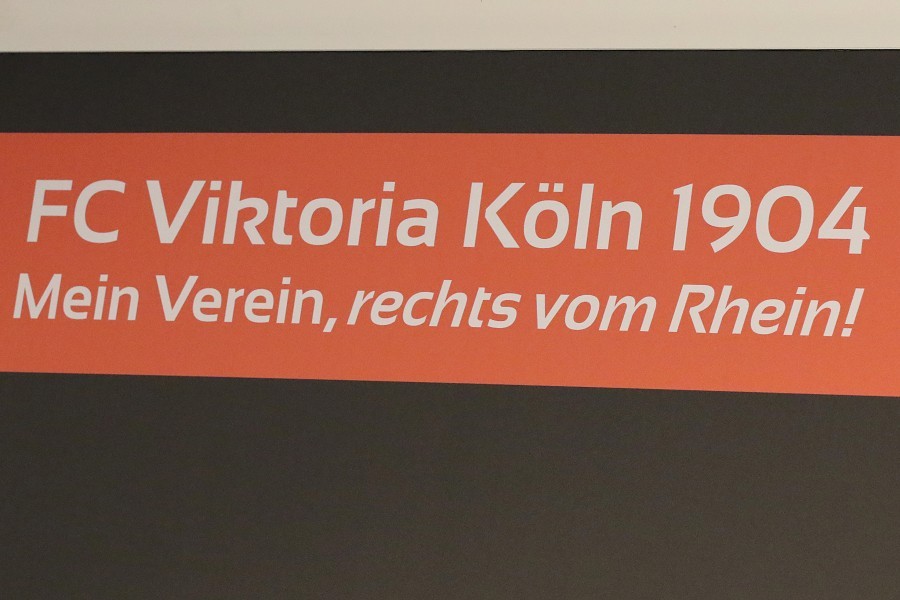 FC Viktoria Köln 1904
Mein Verein, rechts vom Rhein!